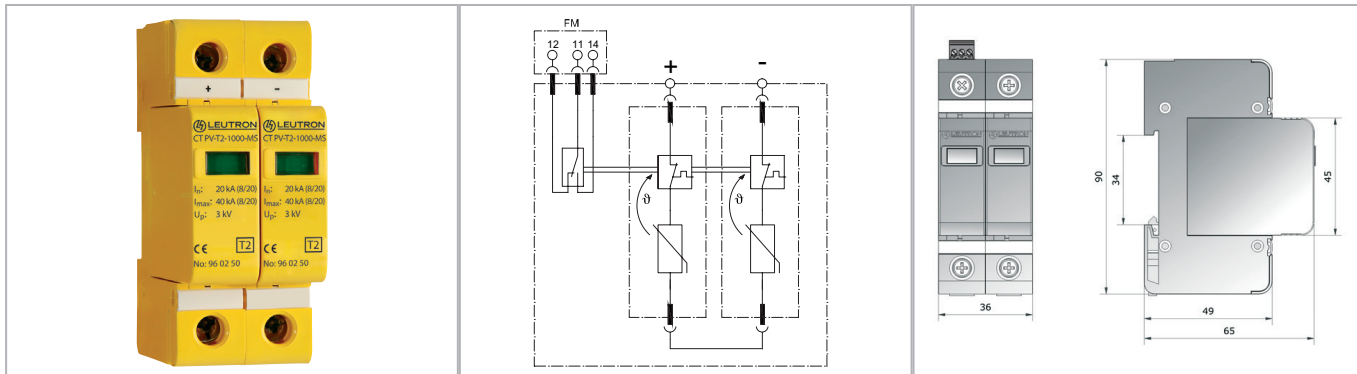 + -
LEUTRON LEUTRON
CT PV-T2-1000-MS CT PV-T2-1000-MS
In: 20 kA (8/20) In: 20 kA (8/20)
Imax: 40 kA (8/20) Imax: 40 kA (8/20)
Up: 3 kV Up: 3 kV
CE T2 CE T2
No: 96 02 50 No: 96 02 50
FM
12 11 14
+ -
ϑ ϑ
LEUTRON LEUTRON
90
34
45
36
49
65